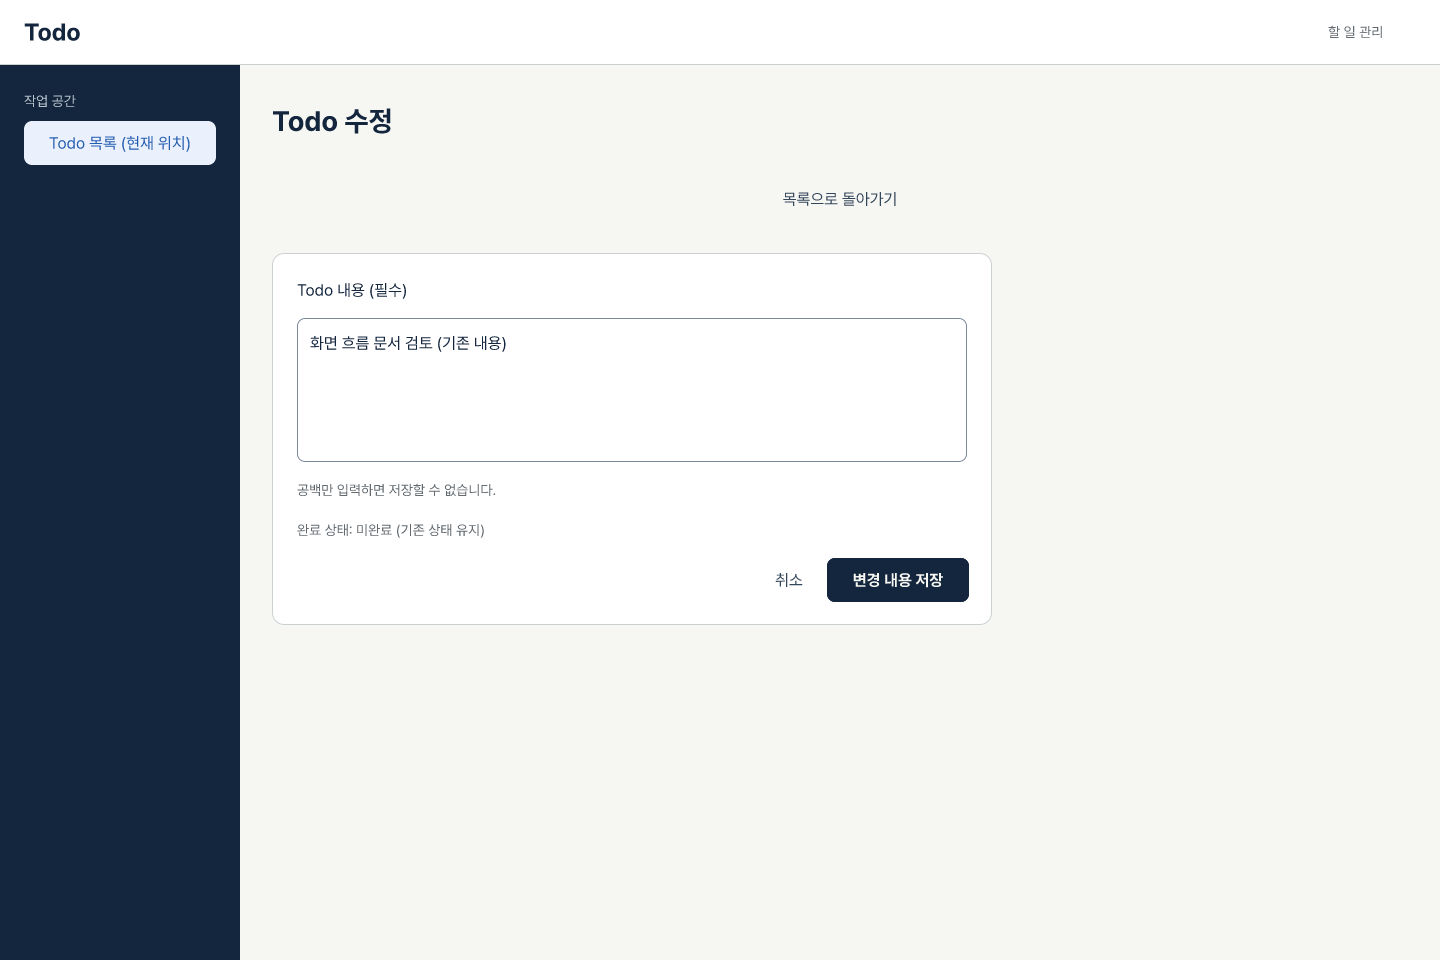 Todo
할 일 관리
작업 공간
Todo 목록 (현재 위치)
Todo 수정
목록으로 돌아가기
Todo 내용 (필수)
화면 흐름 문서 검토 (기존 내용)
공백만 입력하면 저장할 수 없습니다.
완료 상태: 미완료 (기존 상태 유지)
취소
변경 내용 저장